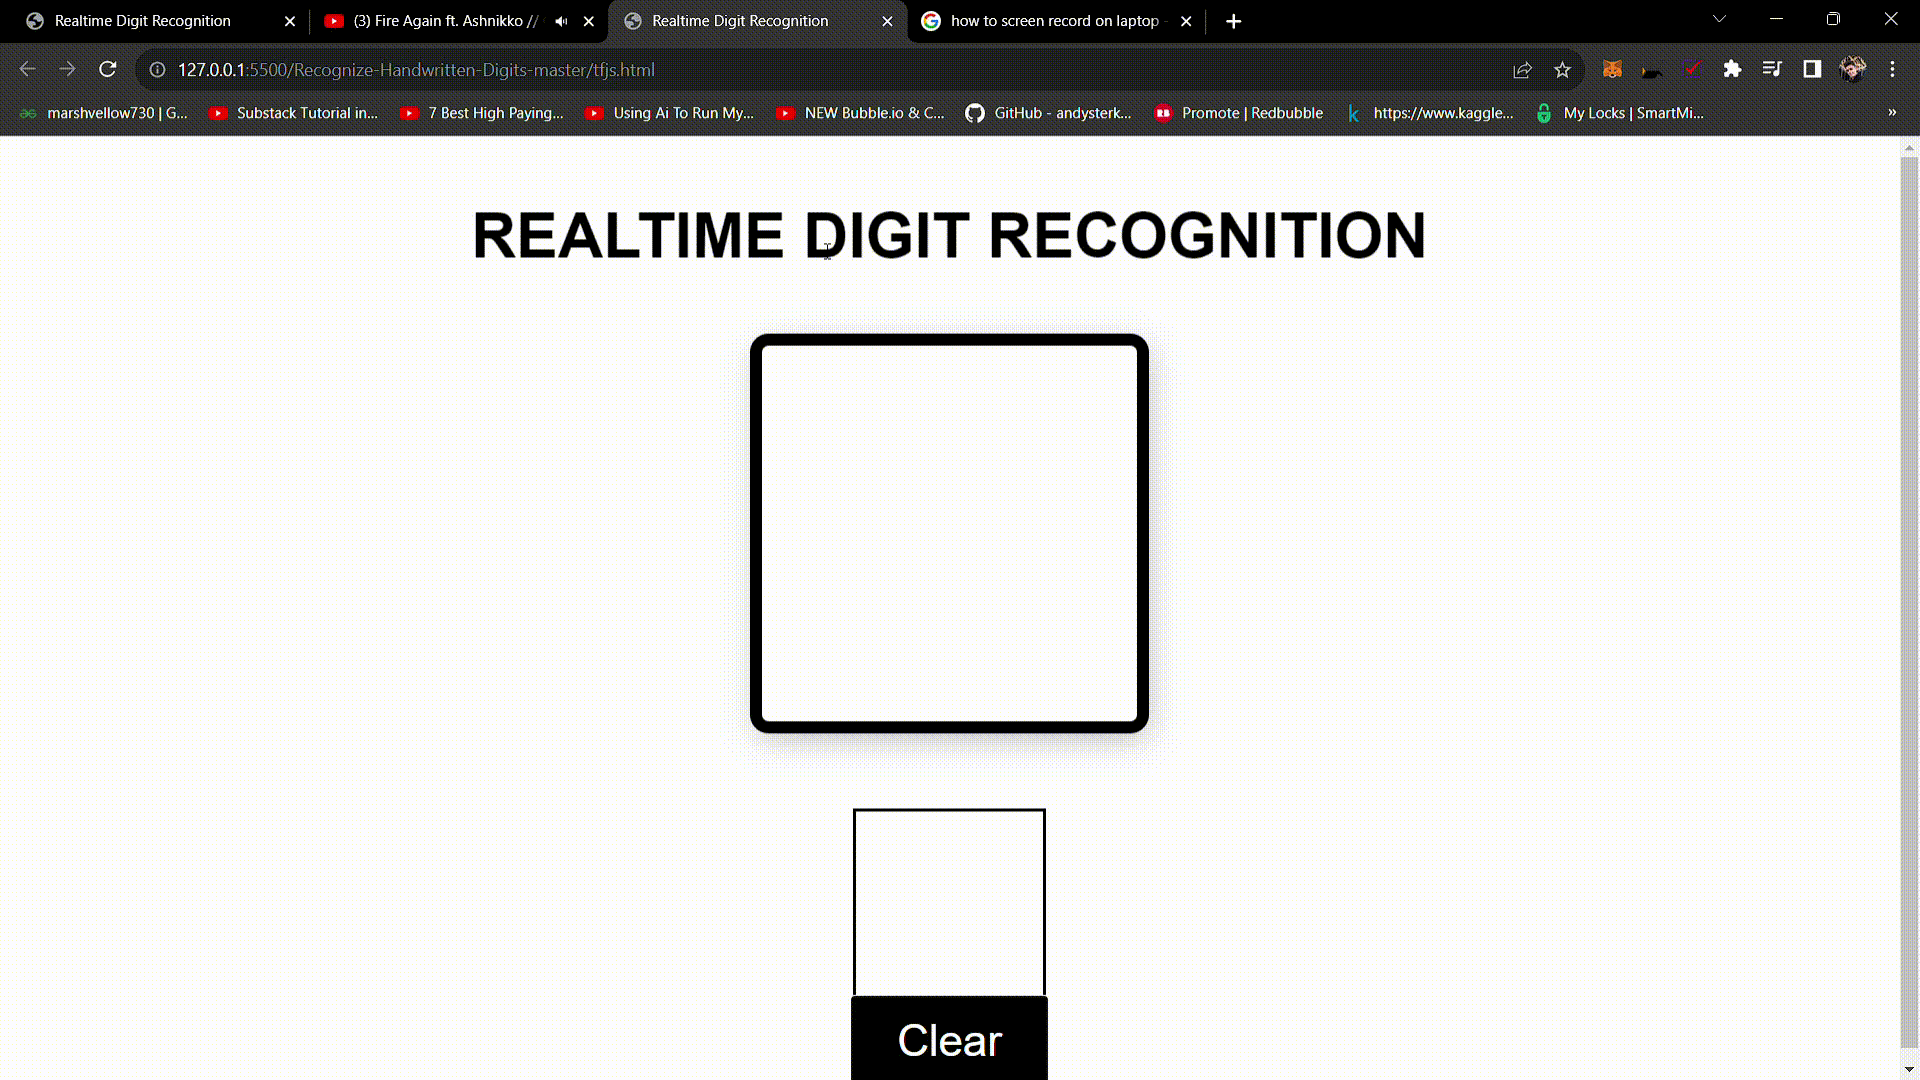 Realtime Digit Recognition
(3) Fire Again ft. Ashnikko //
Realtime Digit Recognition
how to screen record on laptop -
127.0.0.1:5500/Recognize-Handwritten-Digits-master/tfjs.html
marshvellow730 | G...
Substack Tutorial in...
7 Best High Paying...
Using Ai To Run My...
NEW Bubble.io & C...
GitHub - andysterk...
Promote | Redbubble
https://www.kaggle...
My Locks | SmartMi...
»
REALTIME DIGIT RECOGNITION
Clear